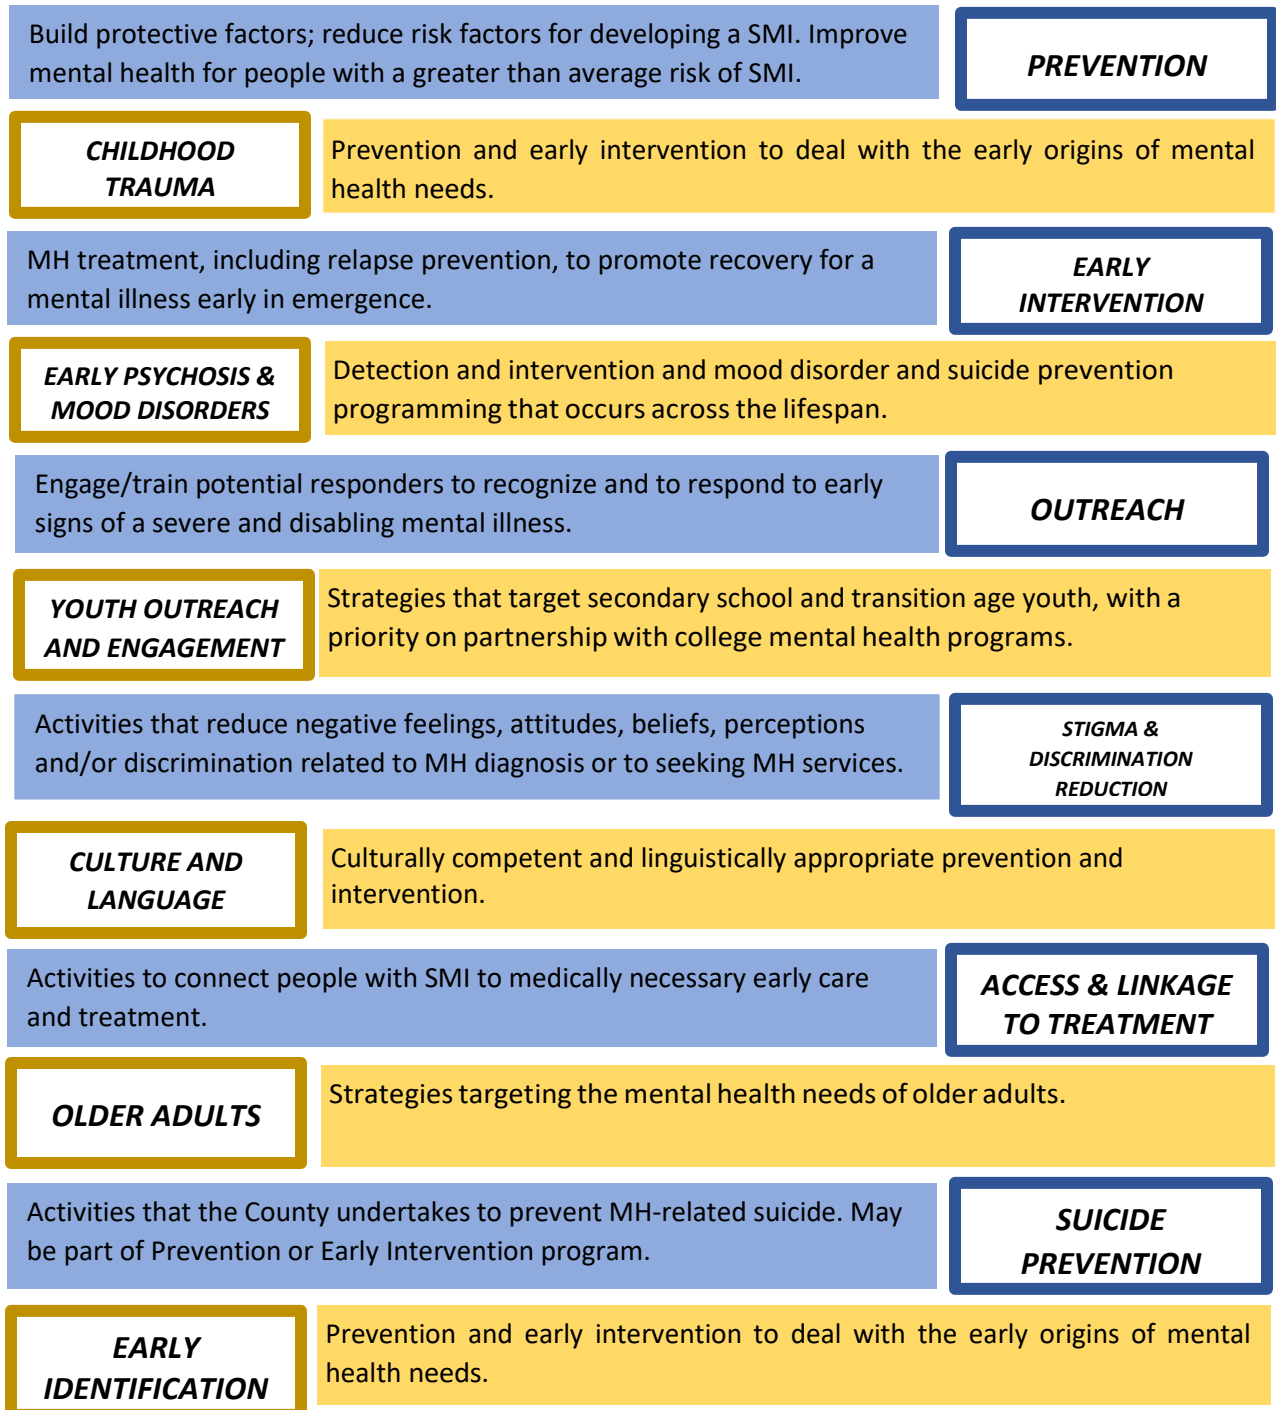 Build protective factors; reduce risk factors for developing a SMI. Improve
mental health for people with a greater than average risk of SMI.
PREVENTION
CHILDHOOD
TRAUMA
Prevention and early intervention to deal with the early origins of mental
health needs.
MH treatment, including relapse prevention, to promote recovery for a
mental illness early in emergence.
EARLY
INTERVENTION
EARLY PSYCHOSIS &
MOOD DISORDERS
Detection and intervention and mood disorder and suicide prevention
programming that occurs across the lifespan.
Engage/train potential responders to recognize and to respond to early
signs of a severe and disabling mental illness.
OUTREACH
YOUTH OUTREACH
AND ENGAGEMENT
Strategies that target secondary school and transition age youth, with a
priority on partnership with college mental health programs.
Activities that reduce negative feelings, attitudes, beliefs, perceptions
and/or discrimination related to MH diagnosis or to seeking MH services.
STIGMA &
DISCRIMINATION
REDUCTION
CULTURE AND
LANGUAGE
Culturally competent and linguistically appropriate prevention and
intervention.
Activities to connect people with SMI to medically necessary early care
and treatment.
ACCESS & LINKAGE
TO TREATMENT
OLDER ADULTS
Strategies targeting the mental health needs of older adults.
Activities that the County undertakes to prevent MH-related suicide. May
be part of Prevention or Early Intervention program.
SUICIDE
PREVENTION
EARLY
IDENTIFICATION
Prevention and early intervention to deal with the early origins of mental
health needs.